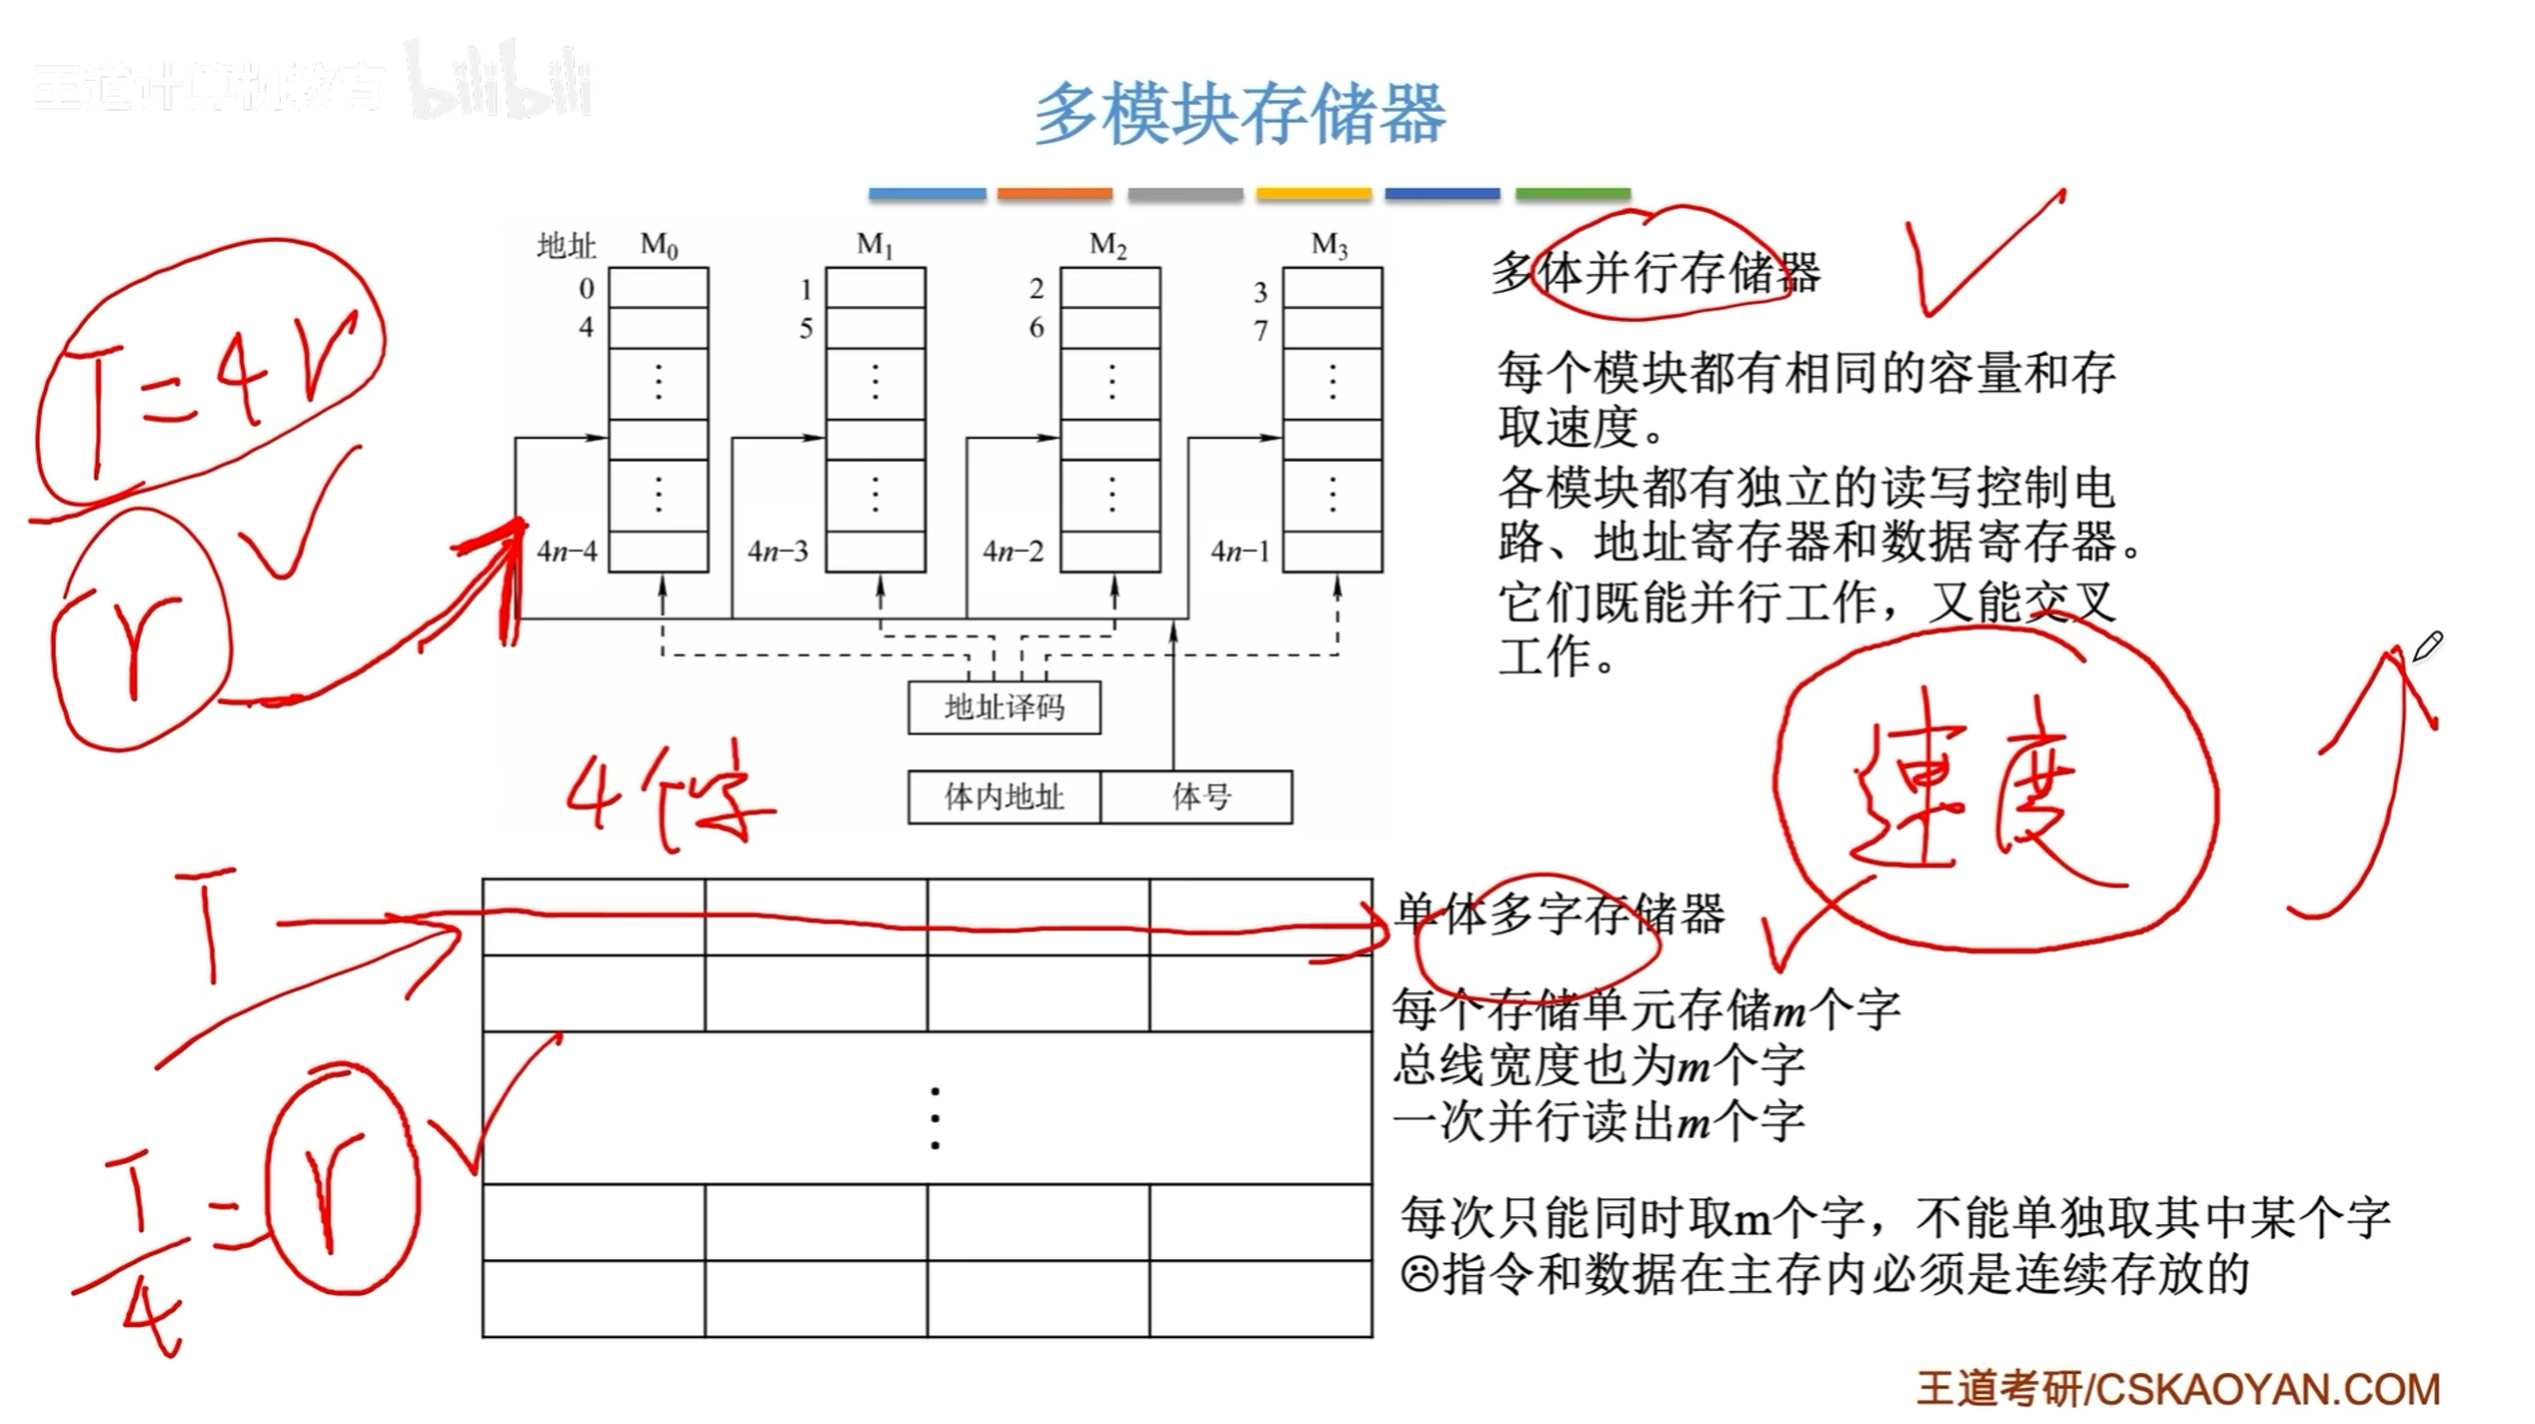 王道计算机教育 bilibili
多模块存储器
地址 M0 M1 M2 M3
0 1 2 3
4 5 6 7
4n-4 4n-3 4n-2 4n-1
地址译码
体内地址 体号
多体并行存储器
每个模块都有相同的容量和存
取速度。
各模块都有独立的读写控制电
路、地址寄存器和数据寄存器。
它们既能并行工作，又能交叉
工作。
T=4r
r
4个字
速度
T
T/4=r
单体多字存储器
每个存储单元存储m个字
总线宽度也为m个字
一次并行读出m个字
每次只能同时取m个字，不能单独取其中某个字
☹指令和数据在主存内必须是连续存放的
王道考研/CSKAOYAN.COM